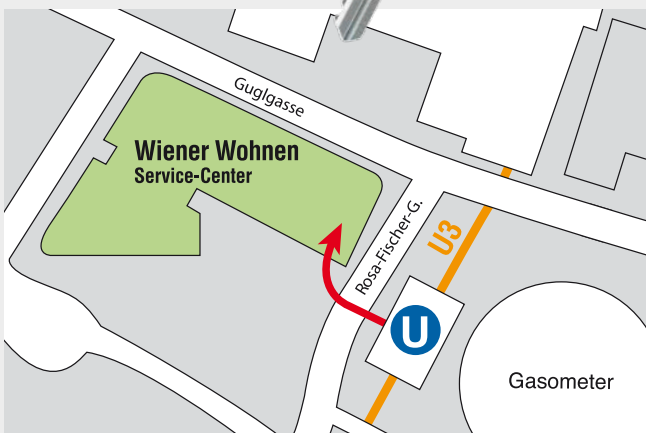 Guglgasse
Wiener Wohnen
Service-Center
Rosa-Fischer-G.
U3
U
Gasometer